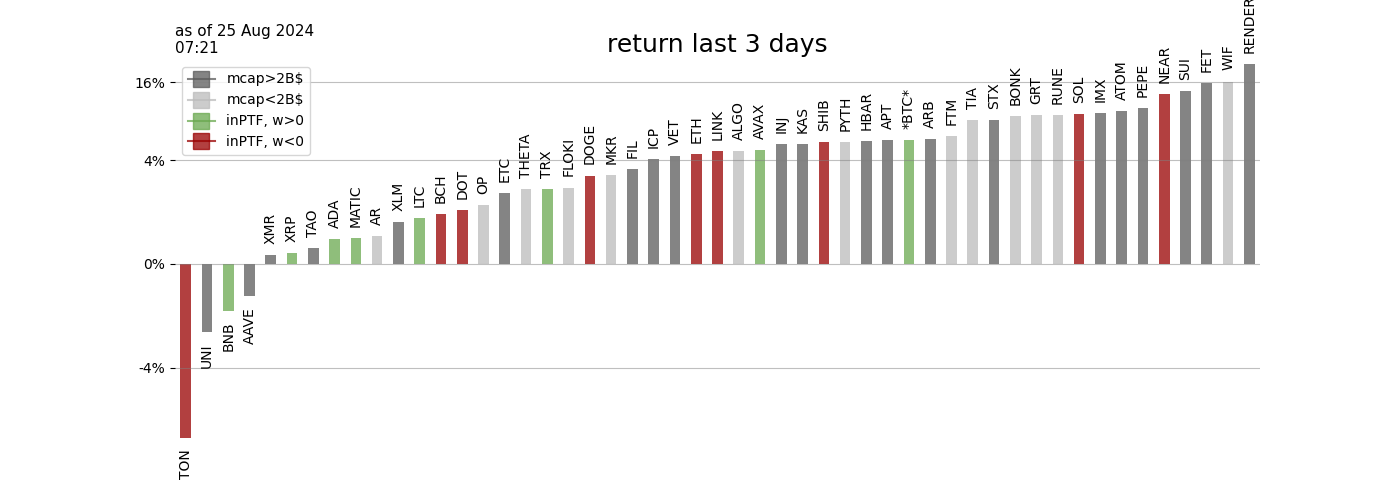 as of 25 Aug 2024
07:21
return last 3 days
mcap>2B$
mcap<2B$
inPTF, w>0
inPTF, w<0
16%
4%
0%
-4%
TON
UNI
BNB
AAVE
XMR
XRP
TAO
ADA
MATIC
AR
XLM
LTC
BCH
DOT
OP
ETC
THETA
TRX
FLOKI
DOGE
MKR
FIL
ICP
VET
ETH
LINK
ALGO
AVAX
INJ
KAS
SHIB
PYTH
HBAR
APT
*BTC*
ARB
FTM
TIA
STX
BONK
GRT
RUNE
SOL
IMX
ATOM
PEPE
NEAR
SUI
FET
WIF
RENDER